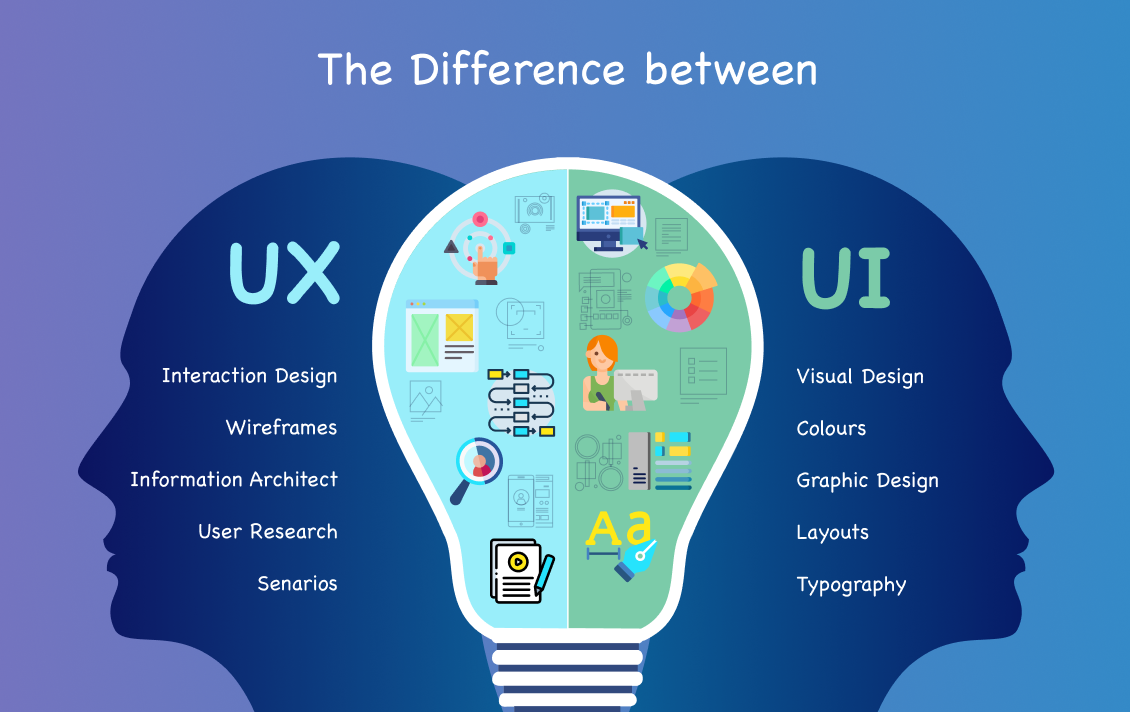 The Difference between
UX
Interaction Design
Wireframes
Information Architect
User Research
Senarios
Aa
UI
Visual Design
Colours
Graphic Design
Layouts
Typography